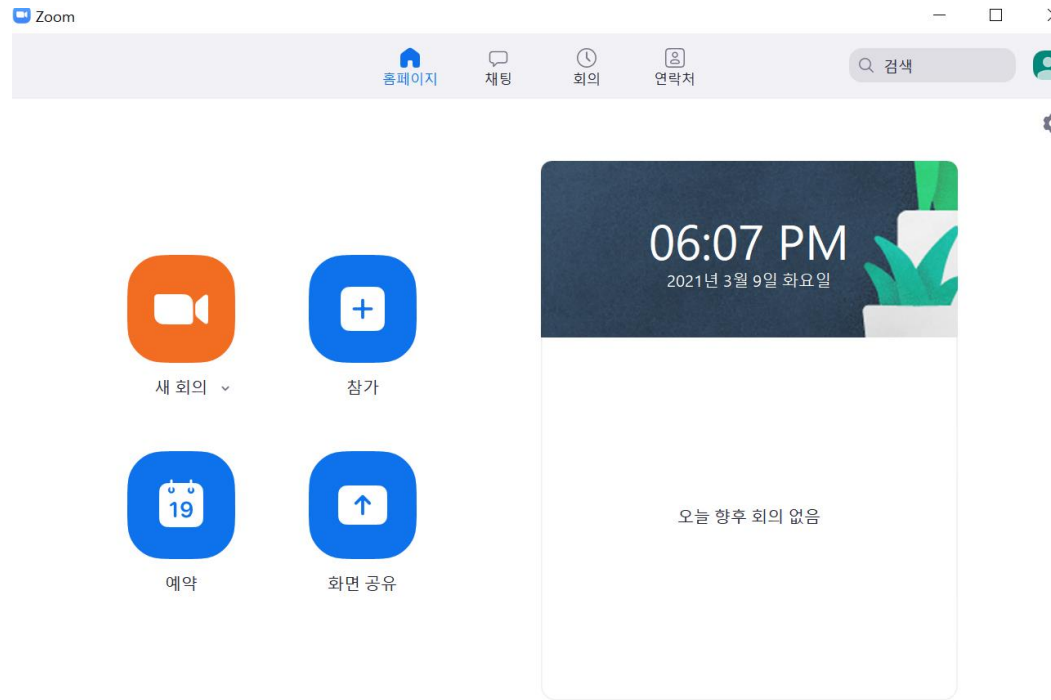 Zoom
홈페이지
채팅
회의
연락처
검색
06:07 PM
2021년 3월 9일 화요일
새 회의
참가
19
예약
화면 공유
오늘 향후 회의 없음